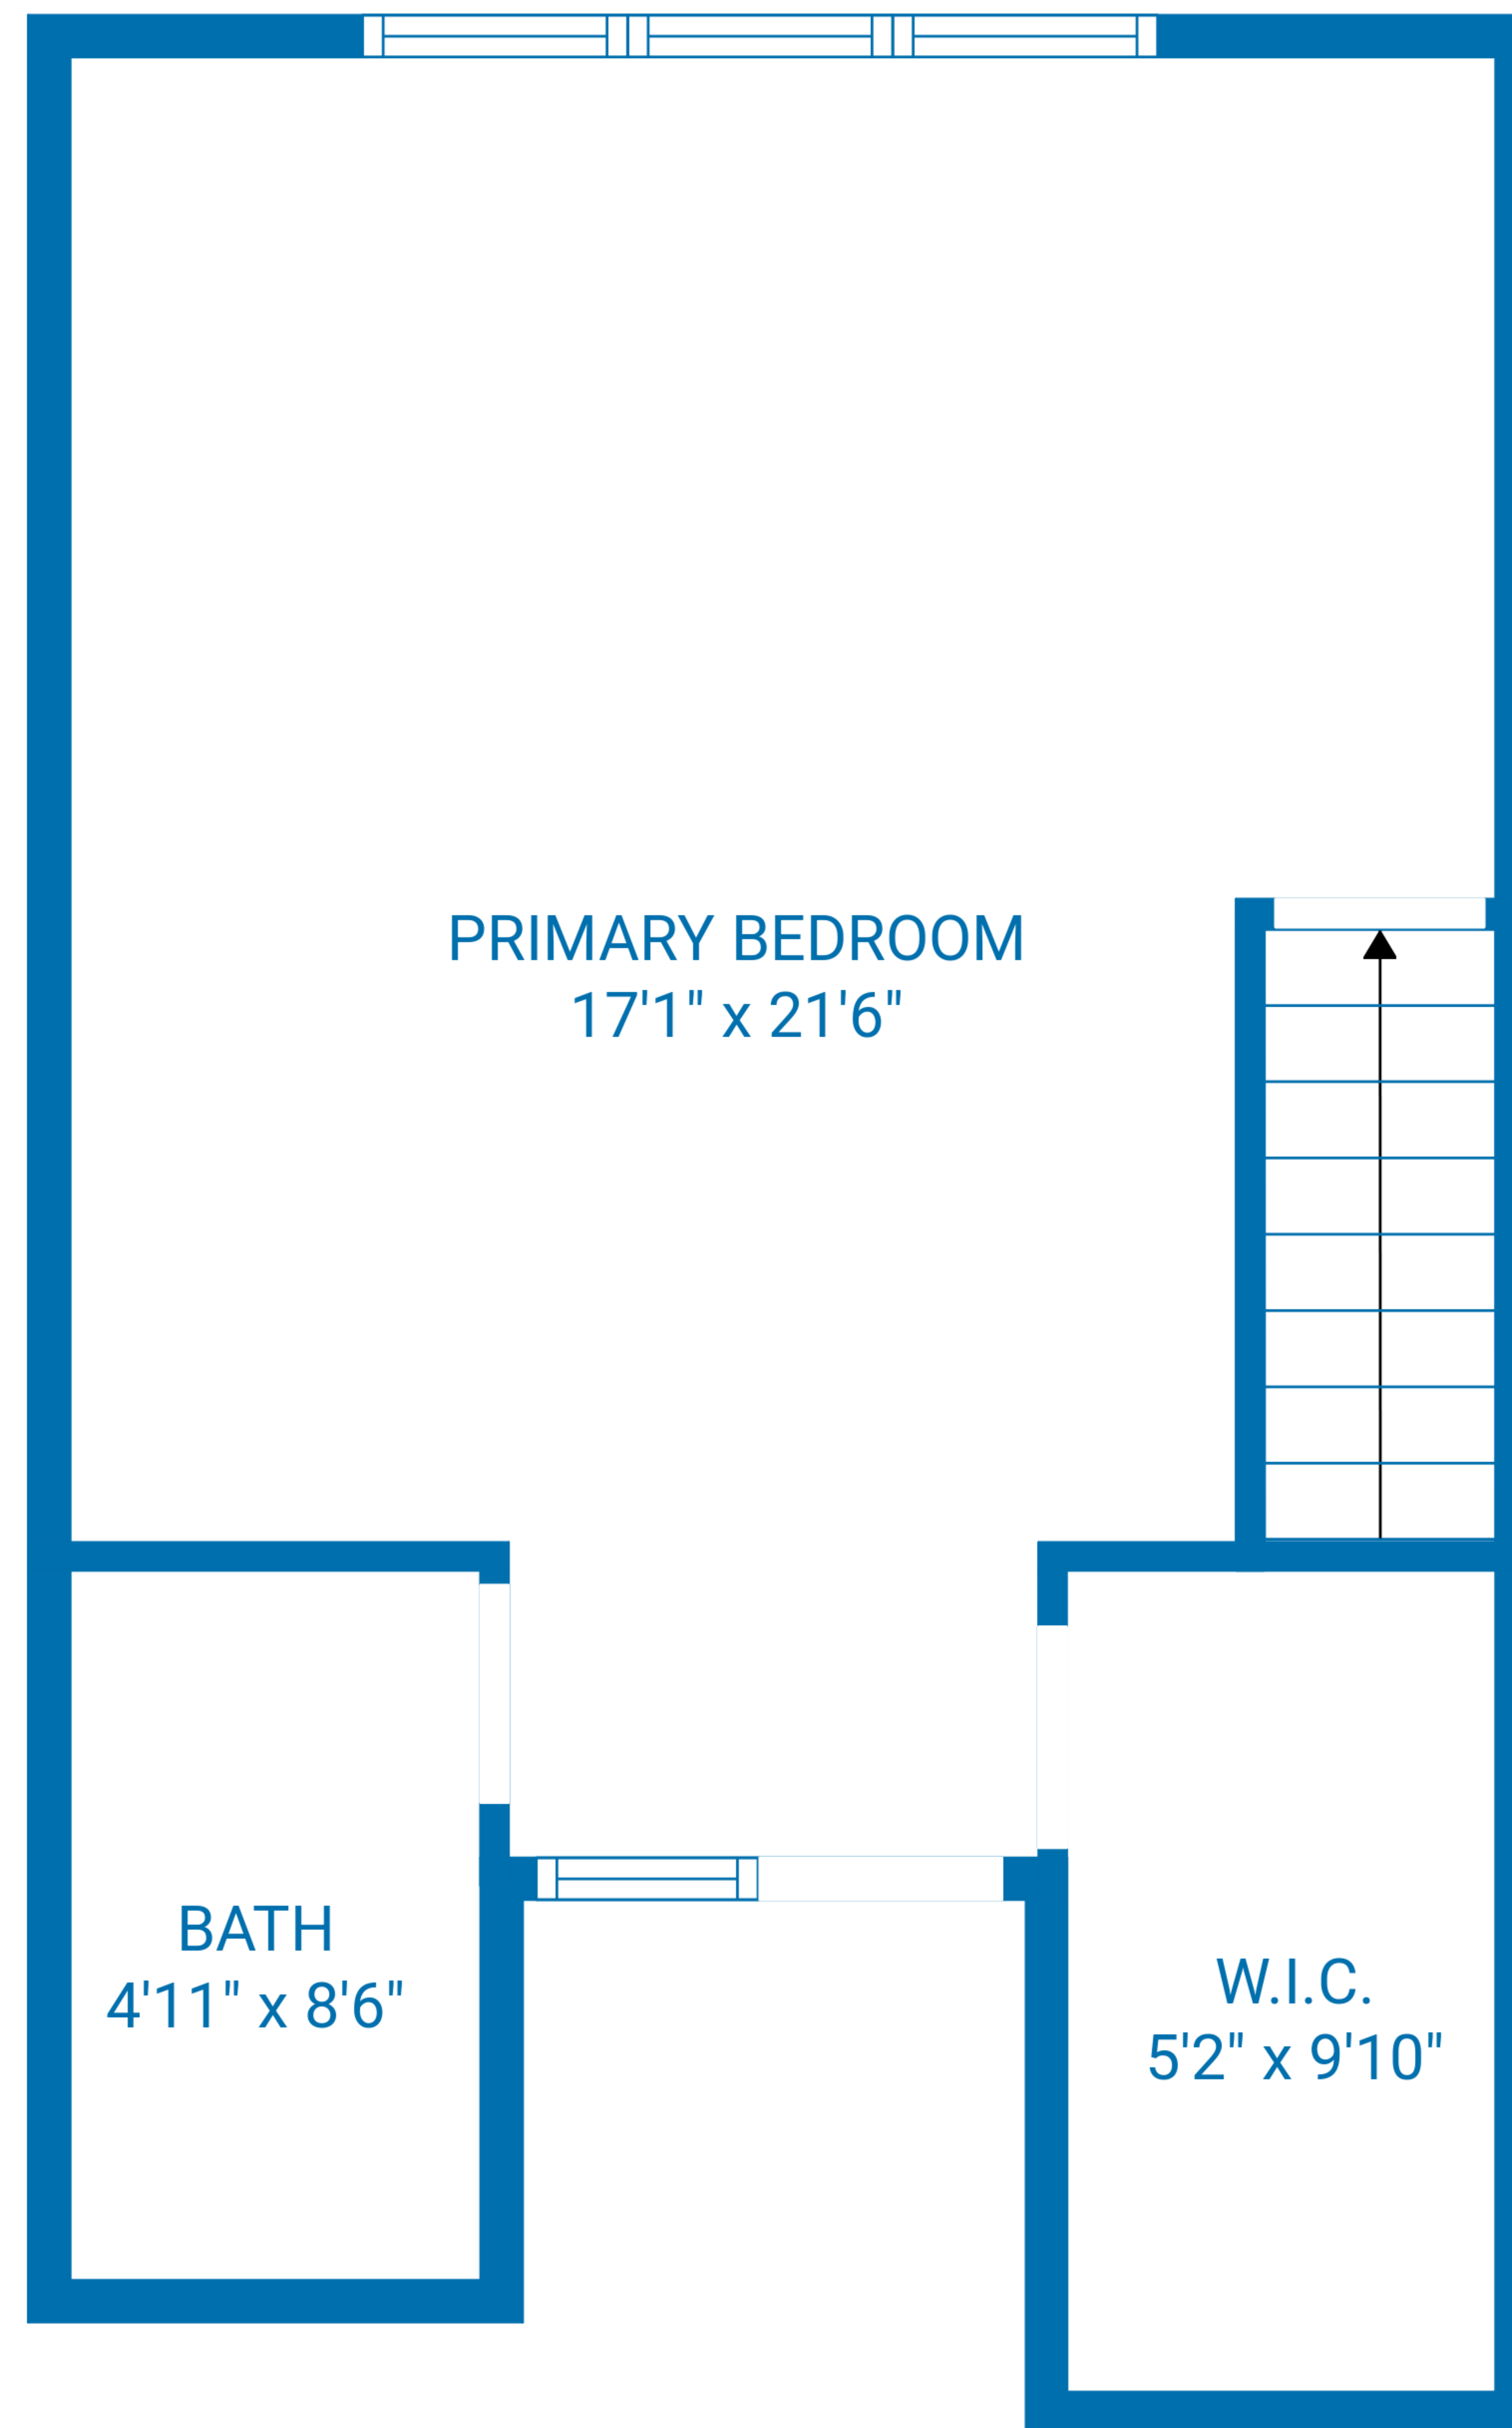 PRIMARY BEDROOM
17'1" x 21'6"
BATH
4'11" x 8'6"
W.I.C.
5'2" x 9'10"